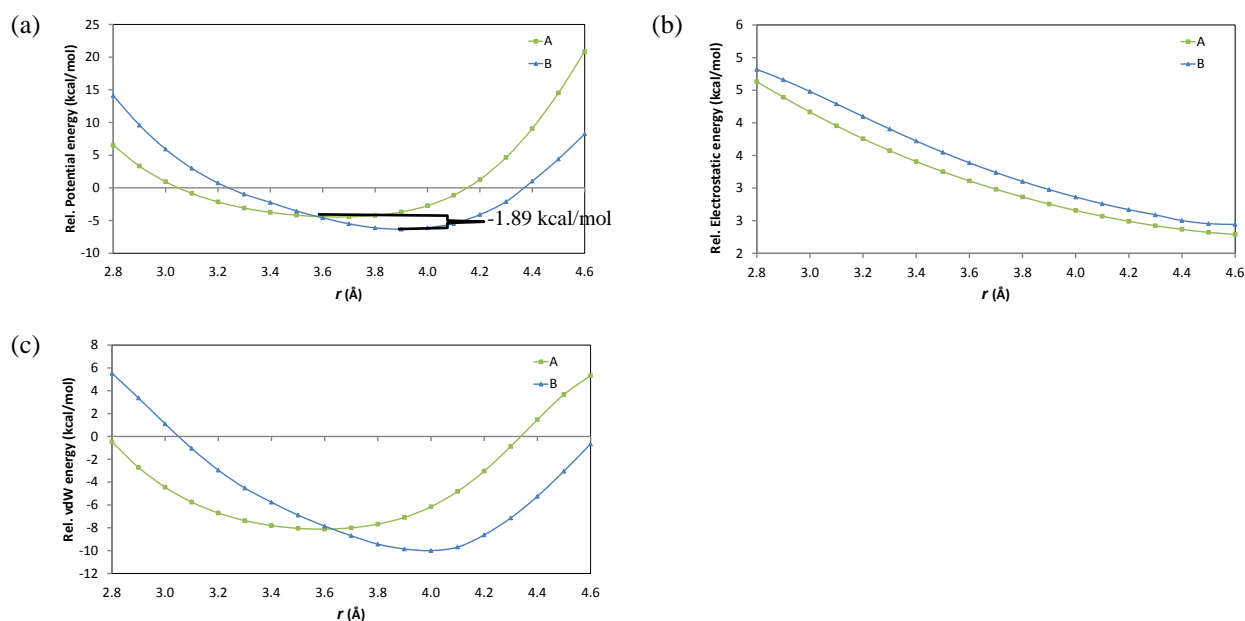 (a)
Rel. Potential energy (kcal/mol)
25
20
15
10
5
0
-5
-10
A
B
-1.89 kcal/mol
2.8 3.0 3.2 3.4 3.6 3.8 4.0 4.2 4.4 4.6
r (Å)
(b)
Rel. Electrostatic energy (kcal/mol)
6
5
5
4
4
3
3
2
A
B
2.8 3.0 3.2 3.4 3.6 3.8 4.0 4.2 4.4 4.6
r (Å)
(c)
Rel. vdW energy (kcal/mol)
8
6
4
2
0
-2
-4
-6
-8
-10
-12
A
B
2.8 3.0 3.2 3.4 3.6 3.8 4.0 4.2 4.4 4.6
r (Å)